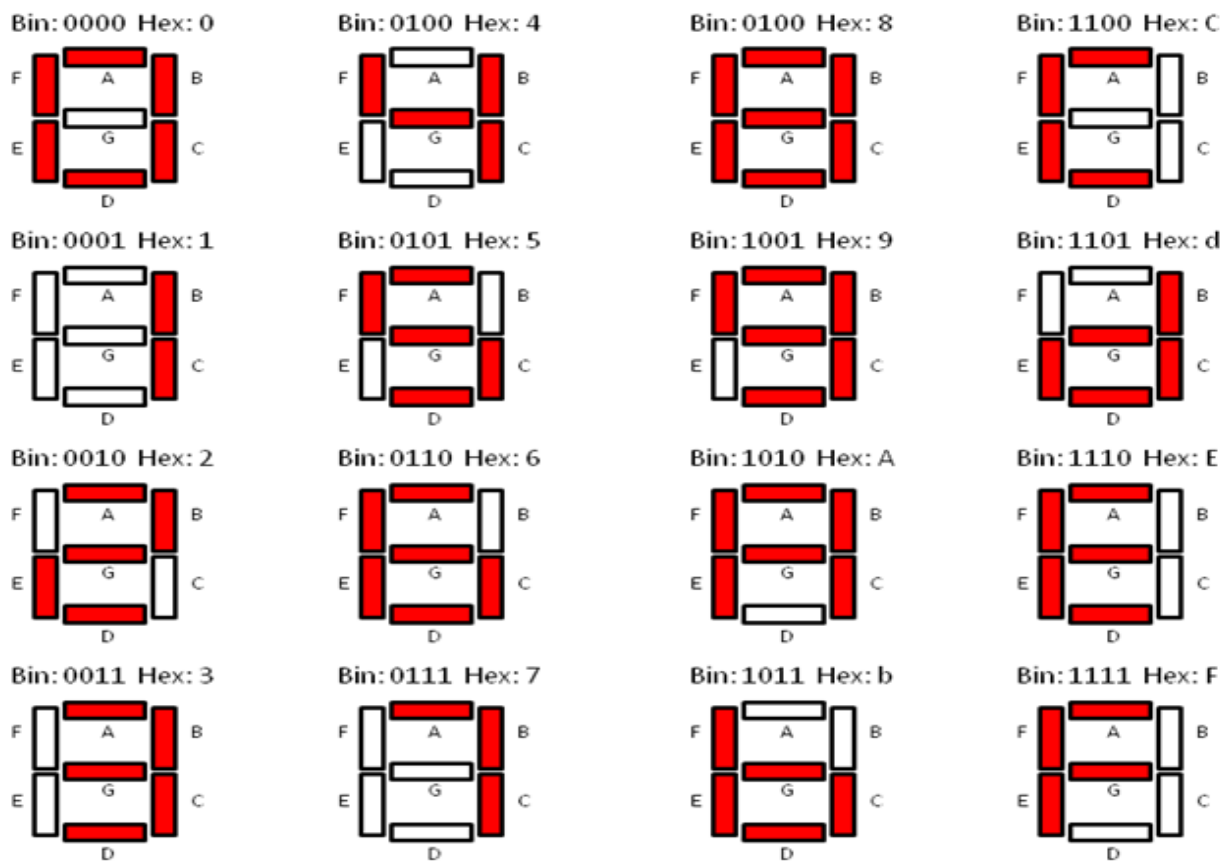 Bin:0000 Hex:0 Bin:0100 Hex:4 Bin:0100 Hex:8 Bin:1100 Hex:C
F A B F A B F A B F A B
E G C E G C E G C E G C
D D D D
Bin:0001 Hex:1 Bin:0101 Hex:5 Bin:1001 Hex:9 Bin:1101 Hex:d
F A B F A B F A B F A B
E G C E G C E G C E G C
D D D D
Bin:0010 Hex:2 Bin:0110 Hex:6 Bin:1010 Hex:A Bin:1110 Hex:E
F A B F A B F A B F A B
E G C E G C E G C E G C
D D D D
Bin:0011 Hex:3 Bin:0111 Hex:7 Bin:1011 Hex:b Bin:1111 Hex:F
F A B F A B F A B F A B
E G C E G C E G C E G C
D D D D